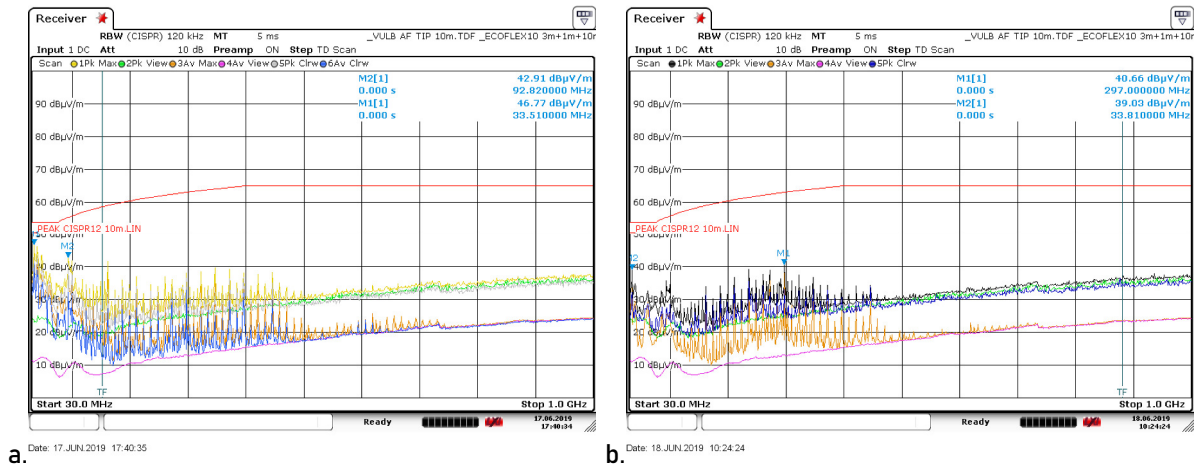 Receiver
RBW (CISPR) 120 kHz MT 5 ms _VULB AF TIP 10m.TDF _ECOFLEX10 3m+1m+10m
Input 1 DC Att 10 dB Preamp ON Step TD Scan
Scan 1Pk Max 2Pk View 3Av Max 4Av View 5Pk Clrw 6Av Clrw
M2[1] 42.91 dBµV/m
0.000 s 92.820000 MHz
M1[1] 46.77 dBµV/m
0.000 s 33.510000 MHz
90 dBµV/m
80 dBµV/m
70 dBµV/m
60 dBµV/m
_PEAK CISPR12 10m.LIN
50 dBµV/m
M2
40 dBµV/m
30 dBµV/m
20 dBµV/m
10 dBµV/m
TF
Start 30.0 MHz Stop 1.0 GHz
Ready 17.06.2019
17:40:34
Date: 17.JUN.2019 17:40:35
a.
Receiver
RBW (CISPR) 120 kHz MT 5 ms _VULB AF TIP 10m.TDF _ECOFLEX10 3m+1m+10
Input 1 DC Att 10 dB Preamp ON Step TD Scan
Scan 1Pk Max 2Pk View 3Av Max 4Av View 5Pk Clrw
M1[1] 40.66 dBµV/m
0.000 s 297.000000 MHz
M2[1] 39.03 dBµV/m
0.000 s 33.810000 MHz
90 dBµV/m
80 dBµV/m
70 dBµV/m
60 dBµV/m
_PEAK CISPR12 10m.LIN
50 dBµV/m
M1
M2
40 dBµV/m
30 dBµV/m
20 dBµV/m
10 dBµV/m
TF
Start 30.0 MHz Stop 1.0 GHz
Ready 18.06.2019
10:24:24
Date: 18.JUN.2019 10:24:24
b.